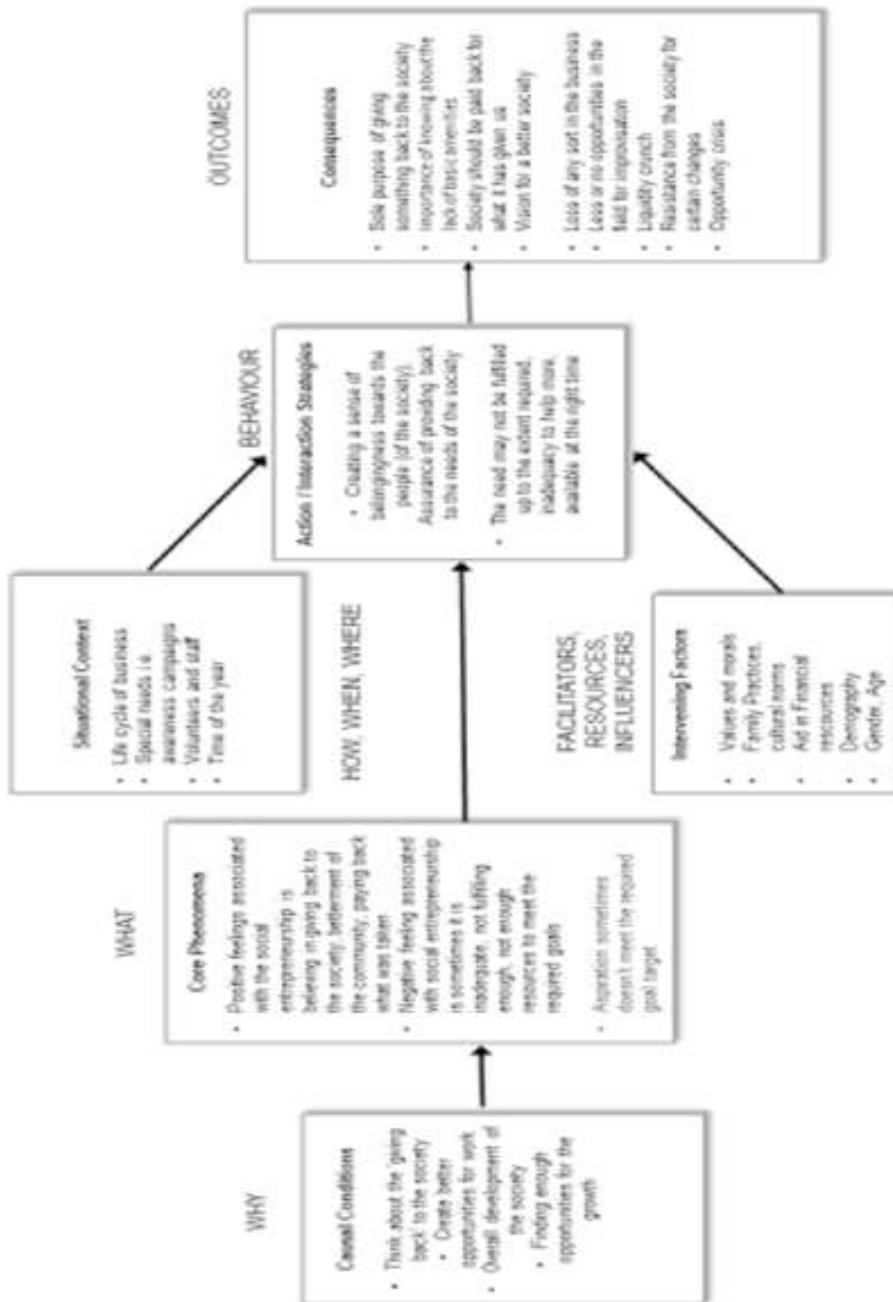 WHY
Causal Conditions
• Think about the 'giving
back' to the society
• Create better
opportunities for work
• Overall development of
the society
• Finding enough
opportunities for the
growth
WHAT
Core Phenomena
• Positive feelings associated
with the social
entrepreneurship is
believing in giving back to
the society, betterment of
the community, paying back
what was taken
• Negative feeling associated
with social entrepreneurship
is sometimes it is
inadequate, not fulfilling
enough, not enough
resources to meet the
required goals
• Aspiration sometimes
doesn't meet the required
goal target
Situational Context
• Life cycle of business
• Special needs i.e.
awareness campaigns
• Volunteers and staff
• Time of the year
HOW, WHEN, WHERE
FACILITATORS,
RESOURCES,
INFLUENCERS
Intervening Factors
• Values and morals
• Family Practices,
cultural norms
• Aid in Financial
rescources
• Demography
• Gender, Age
BEHAVIOUR
Action / Interaction Strategies
• Creating a sense of
belongingness towards the
people (of the society).
Assurance of providing back
to the needs of the society
• The need may not be fulfilled
up to the extent required,
inadequacy to help more,
available at the right time
OUTCOMES
Consequences
• Sole purpose of giving
something back to the society
• Importance of knowing about the
lack of basic amenities
• Society should be paid back for
what it has given us
• Vision for a better society
• Loss of any sort in the business
• Less or no opportunities in the
field for improvisation
• Liquidity crunch
• Resistance from the society for
certain changes
• Opportunity crisis